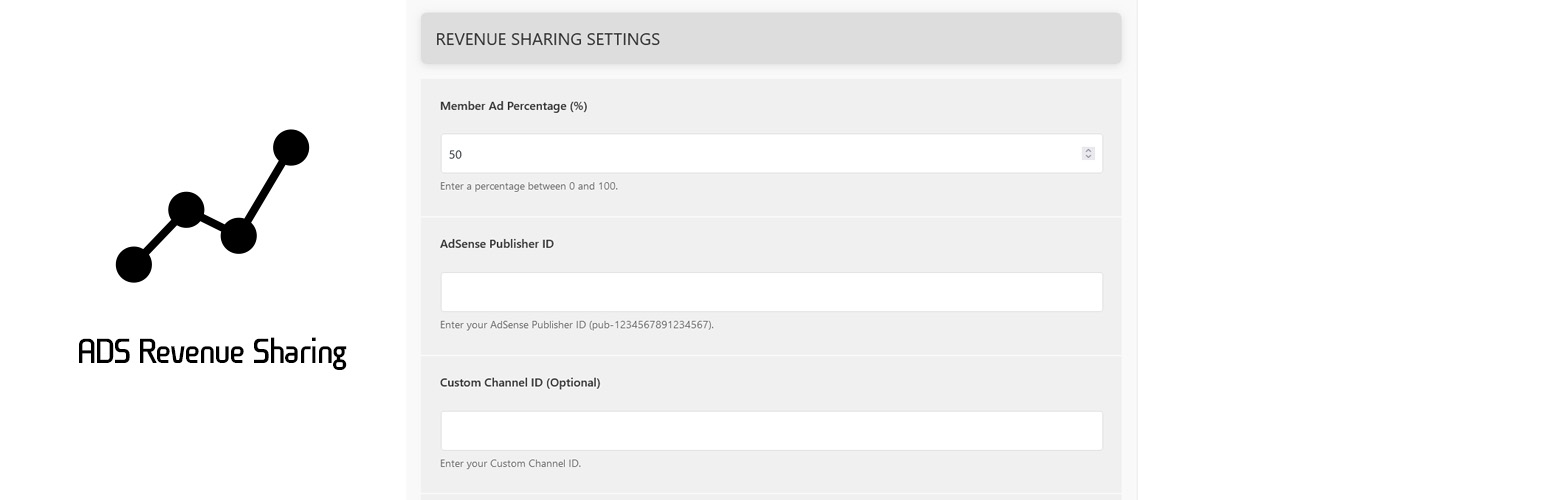 ADS Revenue Sharing
REVENUE SHARING SETTINGS
Member Ad Percentage (%)
50
Enter a percentage between 0 and 100.
AdSense Publisher ID
Enter your AdSense Publisher ID (pub-1234567891234567).
Custom Channel ID (Optional)
Enter your Custom Channel ID.